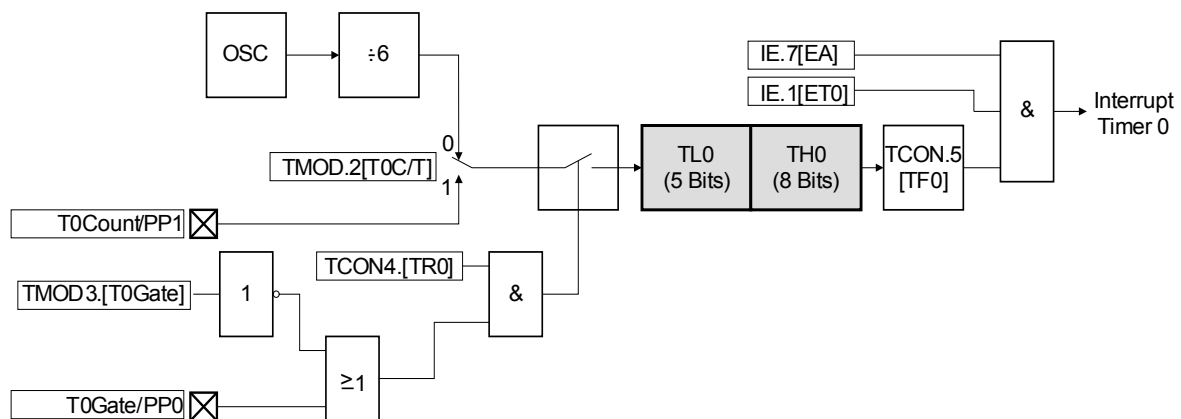 OSC
÷6
IE.7[EA]
IE.1[ET0]
&
Interrupt
Timer 0
0
TMOD.2[T0C/T]
1
TL0
(5 Bits)
TH0
(8 Bits)
TCON.5
[TF0]
T0Count/PP1
TCON4.[TR0]
&
TMOD3.[T0Gate]
1
≥1
T0Gate/PP0